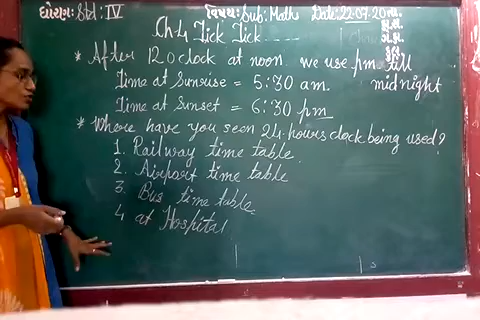 ધોરણ: Std: IV વિષય: Sub: Maths Date: 22-07-20
Ch-4 Tick Tick....
* After 12 O clock at noon we use pm till midnight
Time at Sunrise = 5:30 am.
Time at Sunset = 6:30 pm
* Where have you seen 24 hours clock being used?
1. Railway time table.
2. Airport time table
3. Bus time table
4 at Hospital